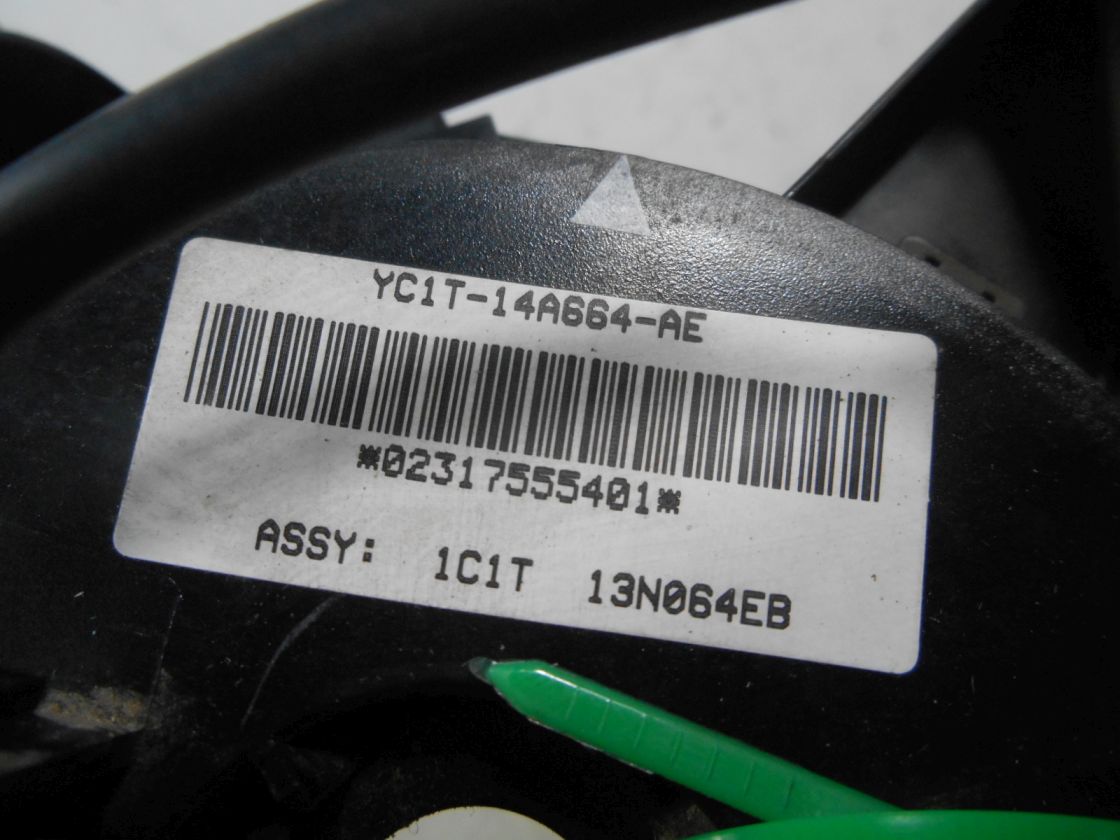 YC1T-14A664-AE
*02317555401*
ASSY: 1C1T 13N064EB